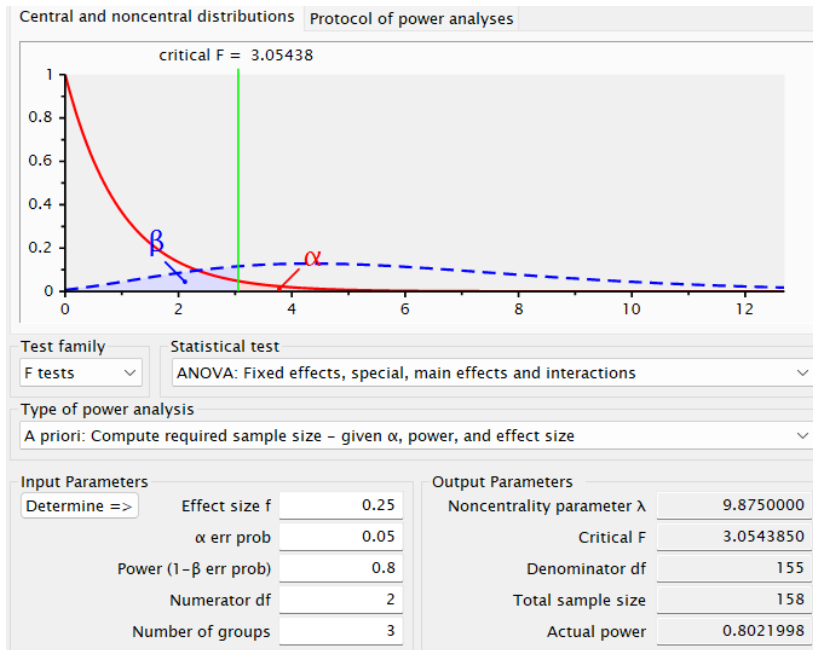 Central and noncentral distributions Protocol of power analyses
critical F = 3.05438
1
0.8
0.6
0.4
0.2
0
β
α
0 2 4 6 8 10 12
Test family Statistical test
F tests ANOVA: Fixed effects, special, main effects and interactions
Type of power analysis
A priori: Compute required sample size – given α, power, and effect size
Input Parameters Output Parameters
Determine => Effect size f 0.25 Noncentrality parameter λ 9.8750000
α err prob 0.05 Critical F 3.0543850
Power (1-β err prob) 0.8 Denominator df 155
Numerator df 2 Total sample size 158
Number of groups 3 Actual power 0.8021998